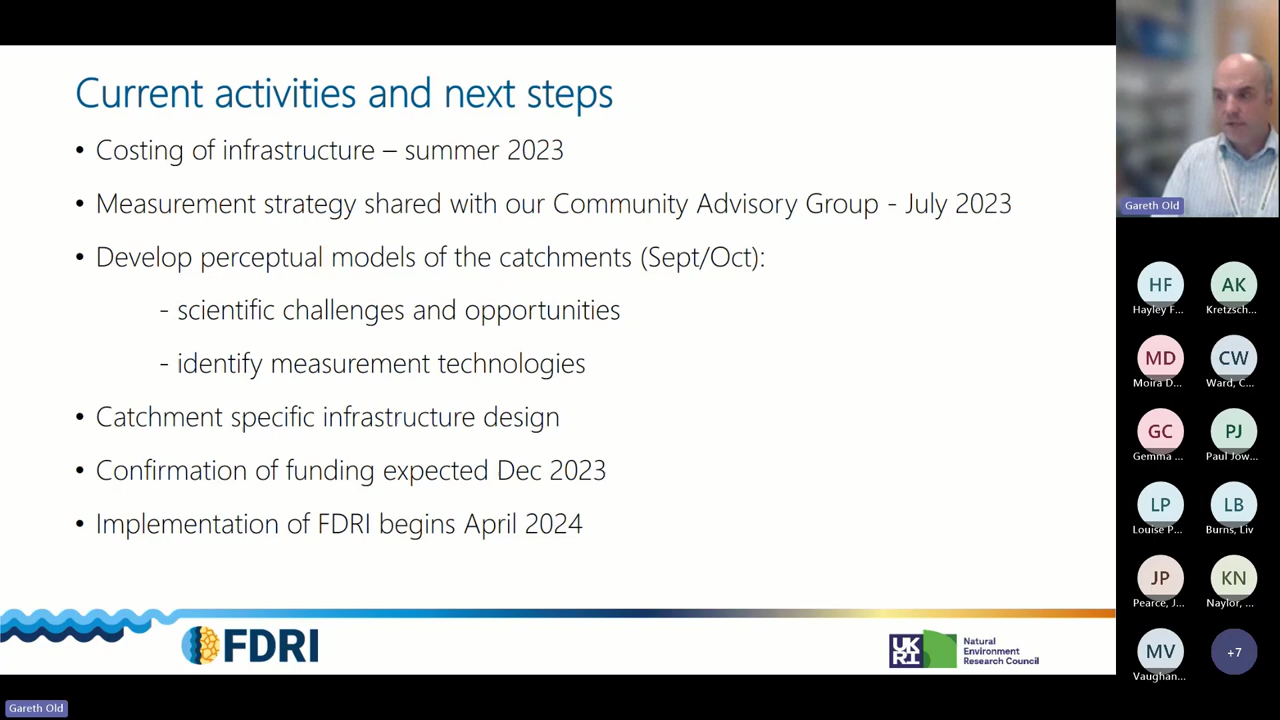 Current activities and next steps
• Costing of infrastructure – summer 2023
• Measurement strategy shared with our Community Advisory Group - July 2023
• Develop perceptual models of the catchments (Sept/Oct):
- scientific challenges and opportunities
- identify measurement technologies
• Catchment specific infrastructure design
• Confirmation of funding expected Dec 2023
• Implementation of FDRI begins April 2024
FDRI
UK
RI
Natural
Environment
Research Council
Gareth Old
Gareth Old
HF
AK
Hayley F...
Kretzsch...
MD
CW
Moira D...
Ward, C...
GC
PJ
Gemma ...
Paul Jow...
LP
LB
Louise P...
Burns, Liv
JP
KN
Pearce, J...
Naylor, ...
MV
+7
Vaughan...